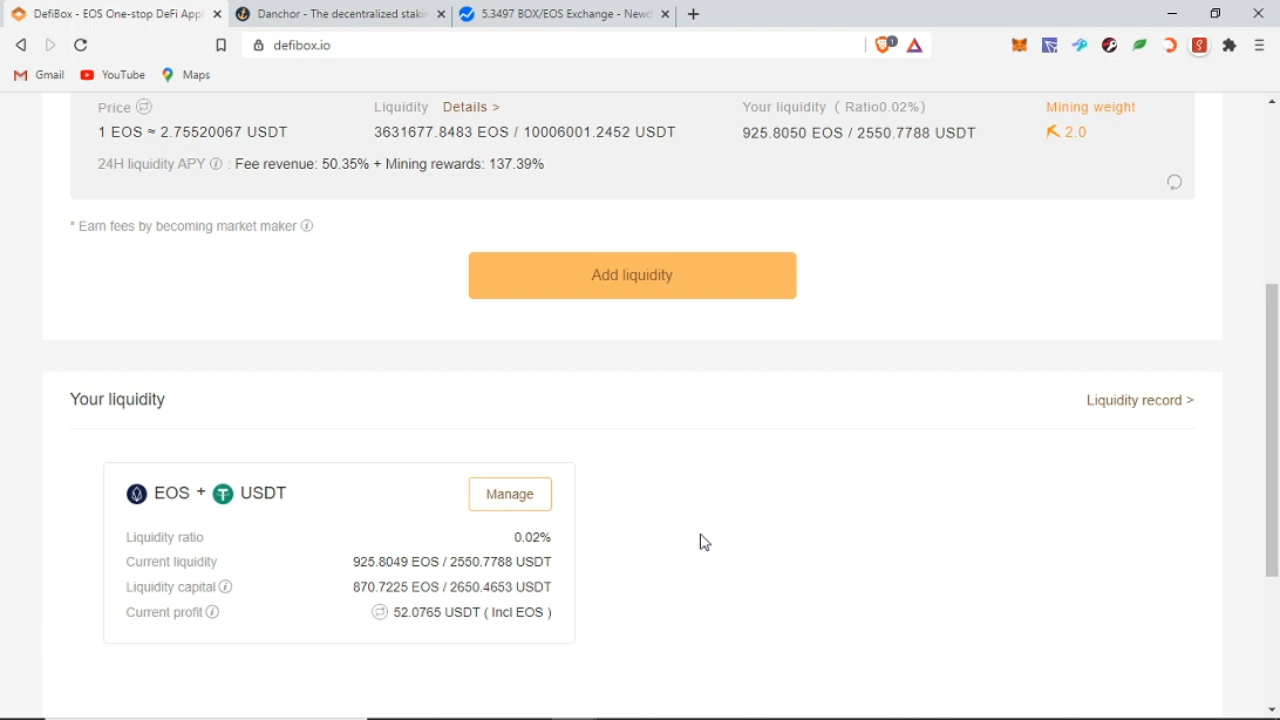 DefiBox - EOS One-stop DeFi Appl
Danchor - The decentralized stakin
5.3497 BOX/EOS Exchange - Newd
defibox.io
1
Gmail
YouTube
Maps
Price
Liquidity Details >
Your liquidity ( Ratio0.02%)
Mining weight
1 EOS ≈ 2.75520067 USDT
3631677.8483 EOS / 10006001.2452 USDT
925.8050 EOS / 2550.7788 USDT
2.0
24H liquidity APY : Fee revenue: 50.35% + Mining rewards: 137.39%
* Earn fees by becoming market maker
Add liquidity
Your liquidity
Liquidity record >
EOS + USDT
Manage
Liquidity ratio 0.02%
Current liquidity 925.8049 EOS / 2550.7788 USDT
Liquidity capital 870.7225 EOS / 2650.4653 USDT
Current profit 52.0765 USDT ( Incl EOS )